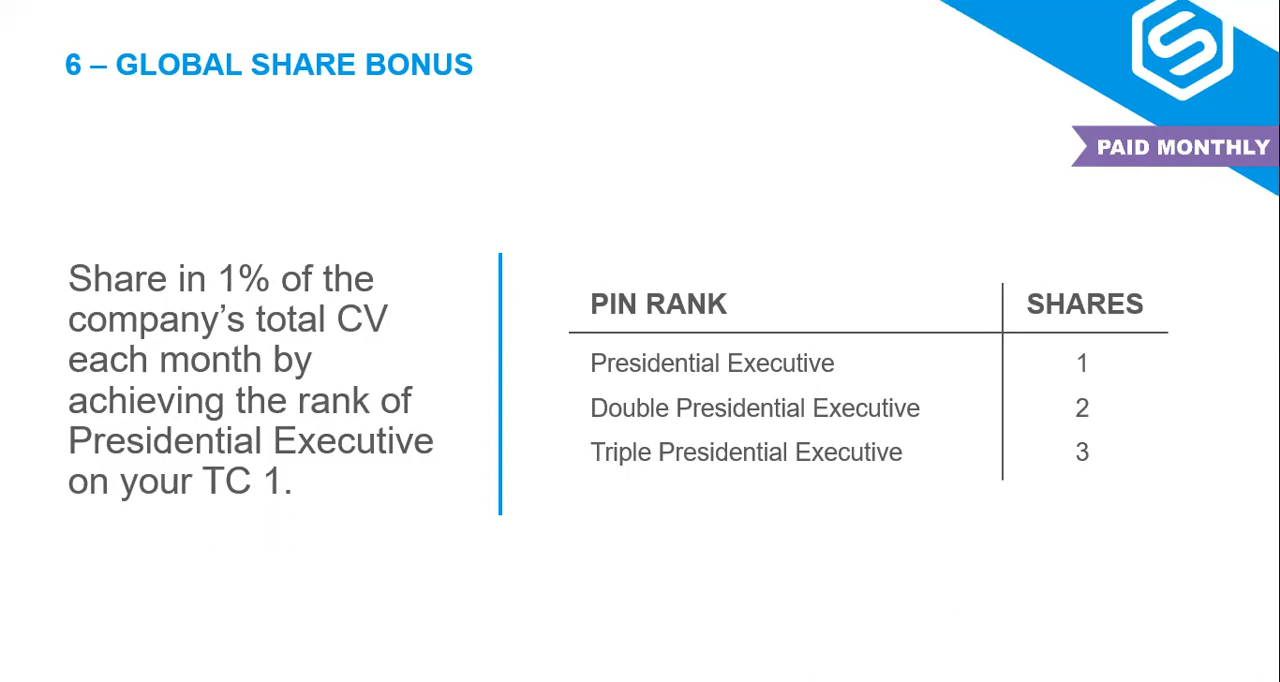 6 – GLOBAL SHARE BONUS
PAID MONTHLY
Share in 1% of the
company’s total CV
each month by
achieving the rank of
Presidential Executive
on your TC 1.
PIN RANK SHARES
Presidential Executive 1
Double Presidential Executive 2
Triple Presidential Executive 3